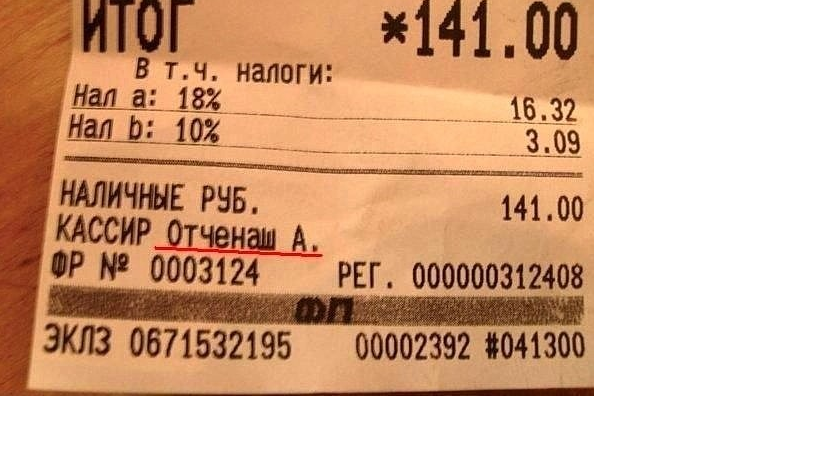 ИТОГ *141.00
В т.ч. налоги:
Нал a: 18% 16.32
Нал b: 10% 3.09
НАЛИЧНЫЕ РУБ. 141.00
КАССИР Отченаш А.
ФР № 0003124 РЕГ. 000000312408
ФП
ЭКЛЗ 0671532195 00002392 #041300